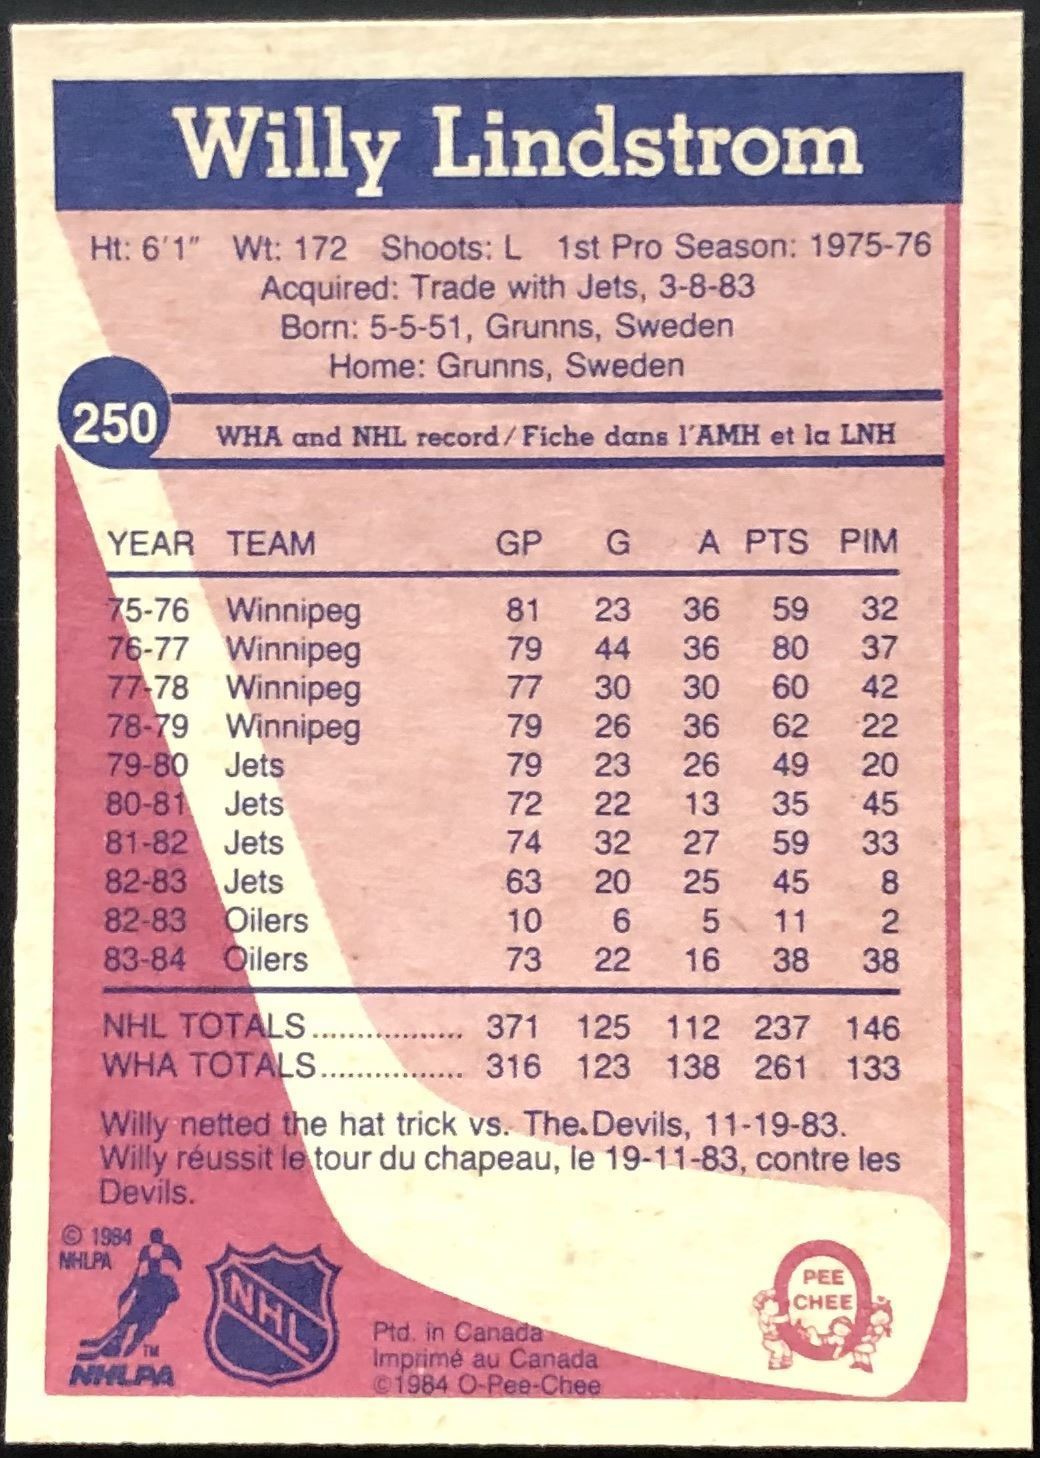 Willy Lindstrom
Ht: 6'1" Wt: 172 Shoots: L 1st Pro Season: 1975-76
Acquired: Trade with Jets, 3-8-83
Born: 5-5-51, Grunns, Sweden
Home: Grunns, Sweden
250
WHA and NHL record/Fiche dans l'AMH et la LNH
YEAR TEAM GP G A PTS PIM
75-76 Winnipeg 81 23 36 59 32
76-77 Winnipeg 79 44 36 80 37
77-78 Winnipeg 77 30 30 60 42
78-79 Winnipeg 79 26 36 62 22
79-80 Jets 79 23 26 49 20
80-81 Jets 72 22 13 35 45
81-82 Jets 74 32 27 59 33
82-83 Jets 63 20 25 45 8
82-83 Oilers 10 6 5 11 2
83-84 Oilers 73 22 16 38 38
NHL TOTALS................. 371 125 112 237 146
WHA TOTALS................ 316 123 138 261 133
Willy netted the hat trick vs. The Devils, 11-19-83.
Willy réussit le tour du chapeau, le 19-11-83, contre les
Devils.
© 1984
NHLPA
TM
NHLPA
NHL
Ptd. in Canada
Imprimé au Canada
©1984 O-Pee-Chee
PEE
CHEE